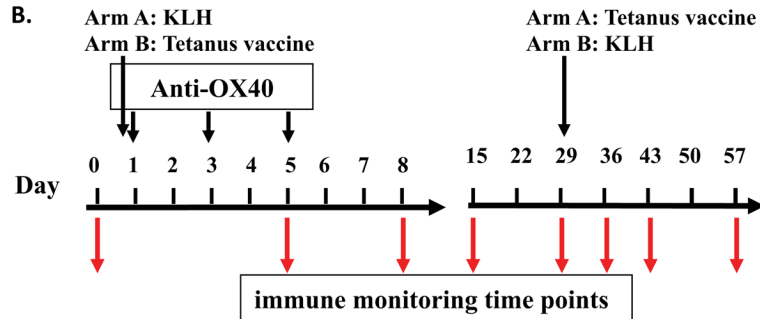 B.
Arm A: KLH
Arm B: Tetanus vaccine
Arm A: Tetanus vaccine
Arm B: KLH
Anti-OX40
Day
0 1 2 3 4 5 6 7 8
15 22 29 36 43 50 57
immune monitoring time points